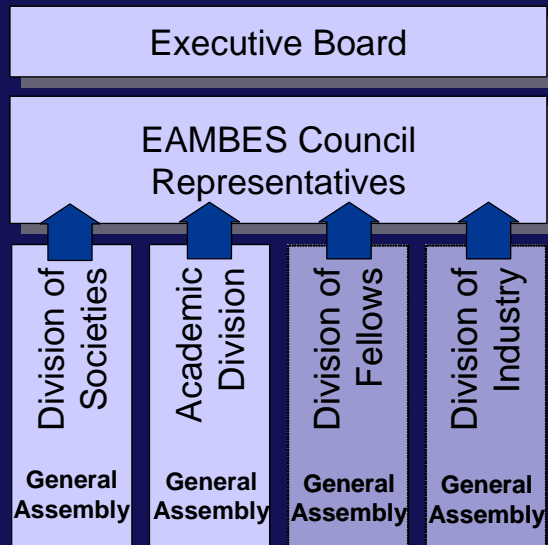 Executive Board
EAMBES Council
Representatives
Division of
Societies
General
Assembly
Academic
Division
General
Assembly
Division of
Fellows
General
Assembly
Division of
Industry
General
Assembly